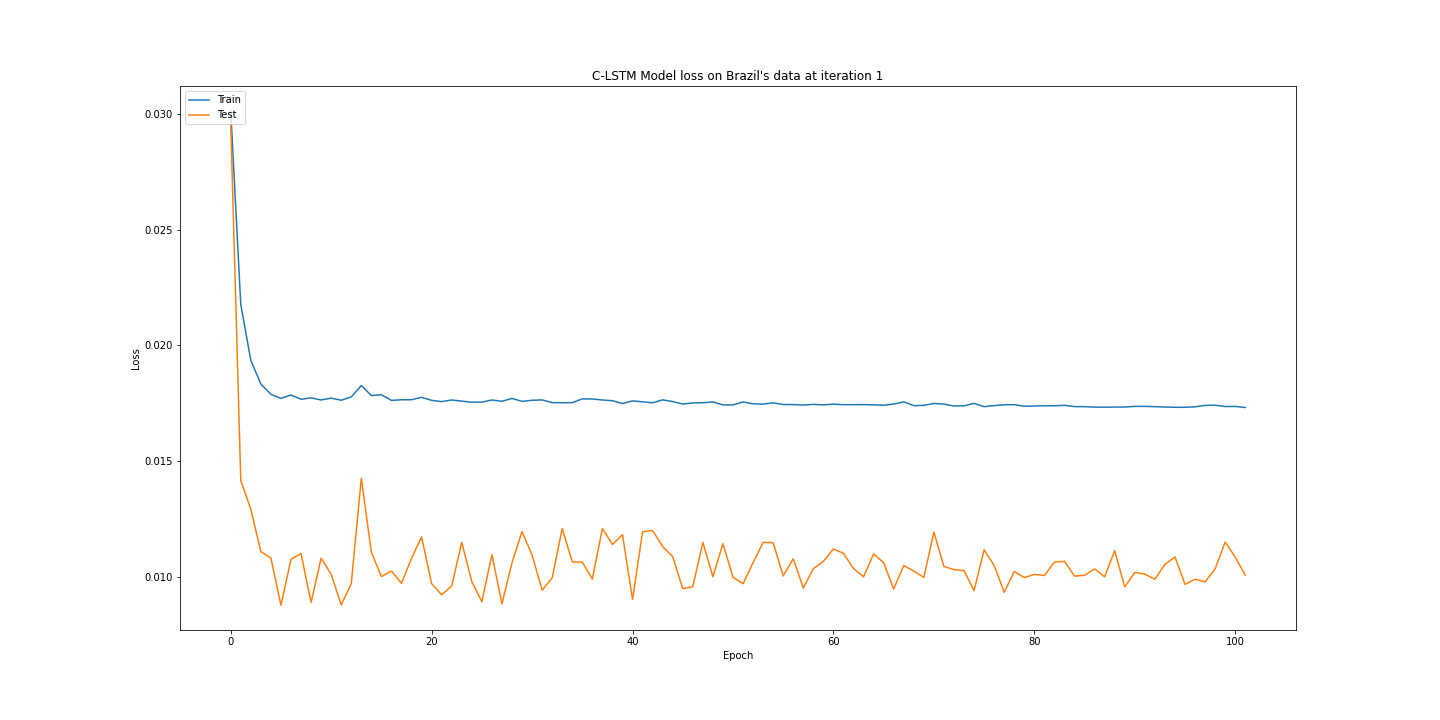 C-LSTM Model loss on Brazil's data at iteration 1
Train
Test
0.030
0.025
0.020
0.015
0.010
Loss
0 20 40 60 80 100
Epoch